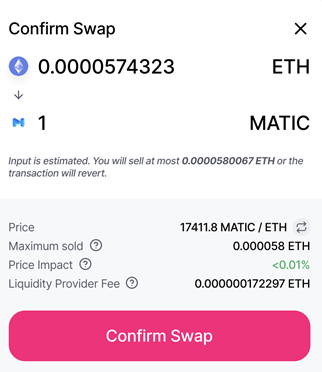 Confirm Swap
0.0000574323 ETH
1 MATIC
Input is estimated. You will sell at most 0.0000580067 ETH or the
transaction will revert.
Price 17411.8 MATIC / ETH
Maximum sold 0.000058 ETH
Price Impact <0.01%
Liquidity Provider Fee 0.000000172297 ETH
Confirm Swap